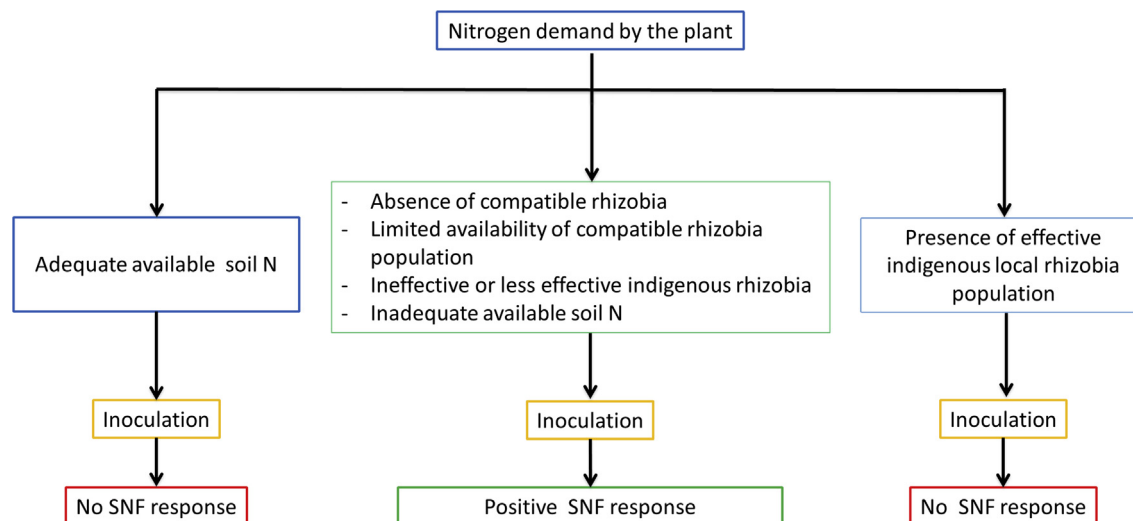 Nitrogen demand by the plant
Adequate available soil N
- Absence of compatible rhizobia
- Limited availability of compatible rhizobia
population
- Ineffective or less effective indigenous rhizobia
- Inadequate available soil N
Presence of effective
indigenous local rhizobia
population
Inoculation
Inoculation
Inoculation
No SNF response
Positive SNF response
No SNF response